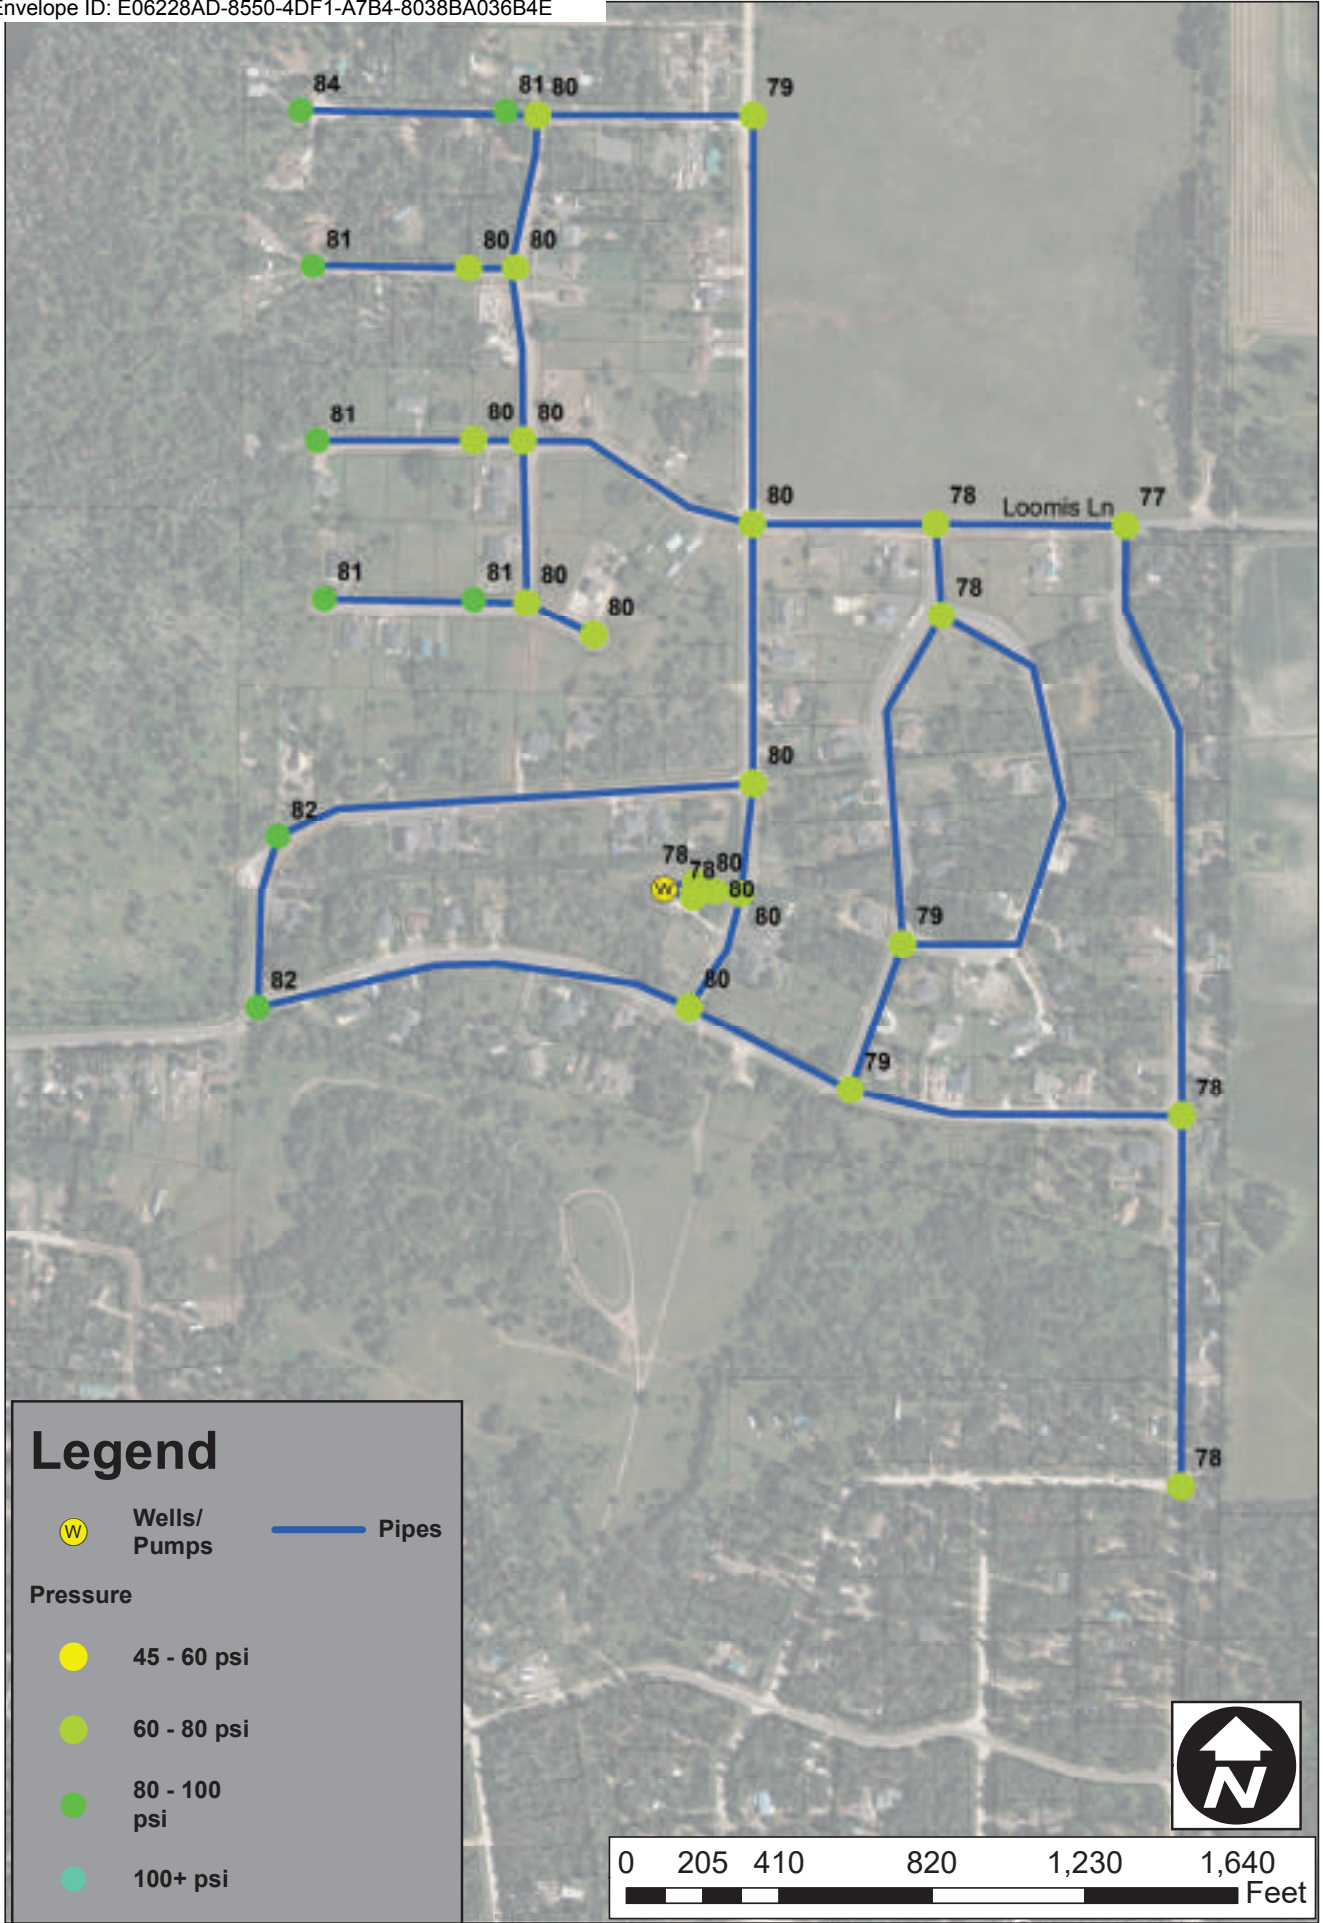 Envelope ID: E06228AD-8550-4DF1-A7B4-8038BA036B4E
84
81 80
79
81
80 80
81
80 80
80
78
Loomis Ln
77
81
81
80
78
80
80
82
78
78
80
80
80
79
82
80
79
78
78
Legend
W
Wells/
Pumps
Pipes
Pressure
45 - 60 psi
60 - 80 psi
80 - 100
psi
100+ psi
W
N
0 205 410 820 1,230 1,640
Feet